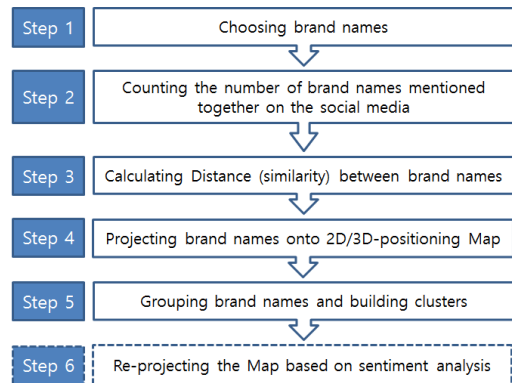 Step 1
Choosing brand names
Step 2
Counting the number of brand names mentioned
together on the social media
Step 3
Calculating Distance (similarity) between brand names
Step 4
Projecting brand names onto 2D/3D-positioning Map
Step 5
Grouping brand names and building clusters
Step 6
Re-projecting the Map based on sentiment analysis